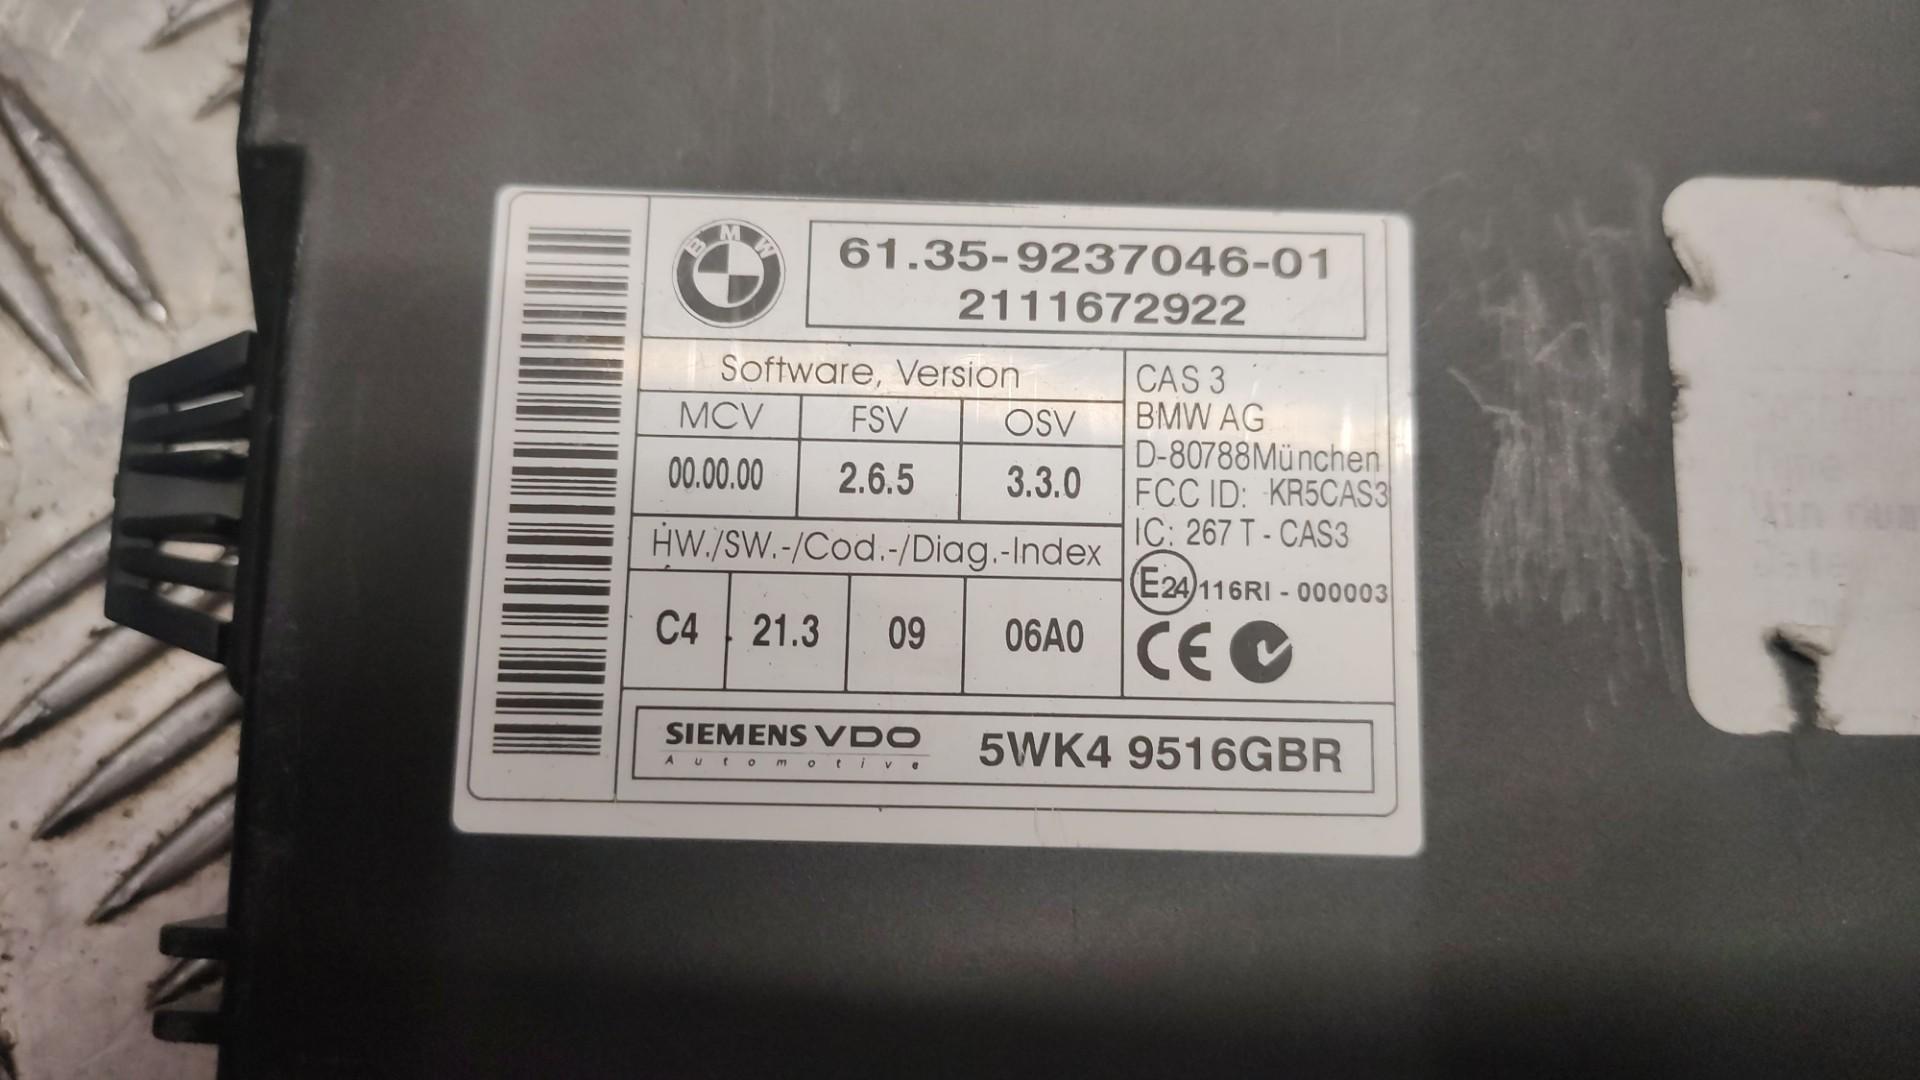 BMW
61.35-9237046-01
2111672922
Software, Version
MCV FSV OSV
00.00.00 2.6.5 3.3.0
HW./SW.-/Cod.-/Diag.-Index
C4 21.3 09 06A0
CAS 3
BMW AG
D-80788München
FCC ID: KR5CAS3
IC: 267 T - CAS3
E24 116RI - 000003
CE
SIEMENS VDO
Automotive
5WK4 9516GBR